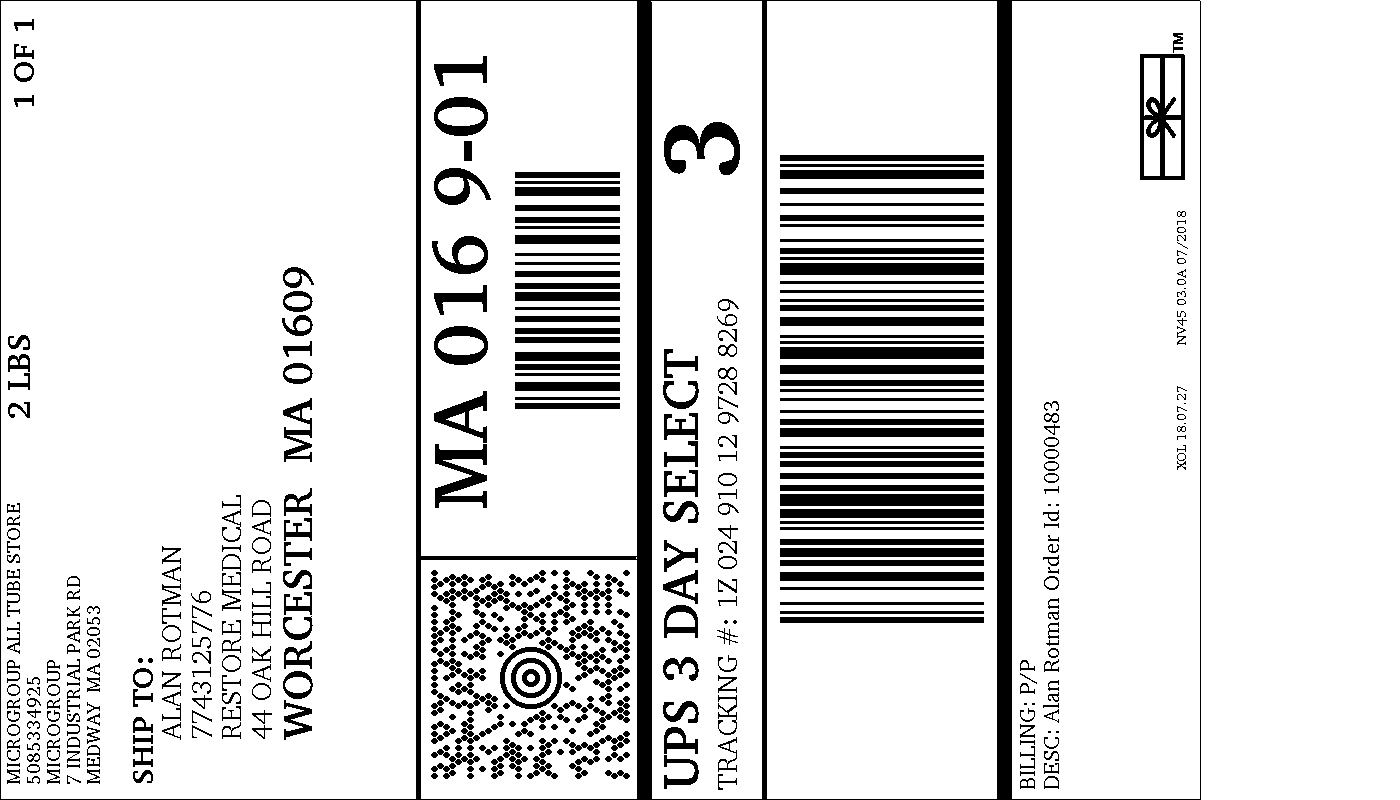 MICROGROUP ALL TUBE STORE
5085334925
MICROGROUP
7 INDUSTRIAL PARK RD
MEDWAY MA 02053
2 LBS
1 OF 1
SHIP TO:
ALAN ROTMAN
7743125776
RESTORE MEDICAL
44 OAK HILL ROAD
WORCESTER MA 01609
MA 016 9-01
UPS 3 DAY SELECT
3
TRACKING #: 1Z 024 910 12 9728 8269
BILLING: P/P
DESC: Alan Rotman Order Id: 10000483
TM
XOL 18.07.27 NV45 03.0A 07/2018